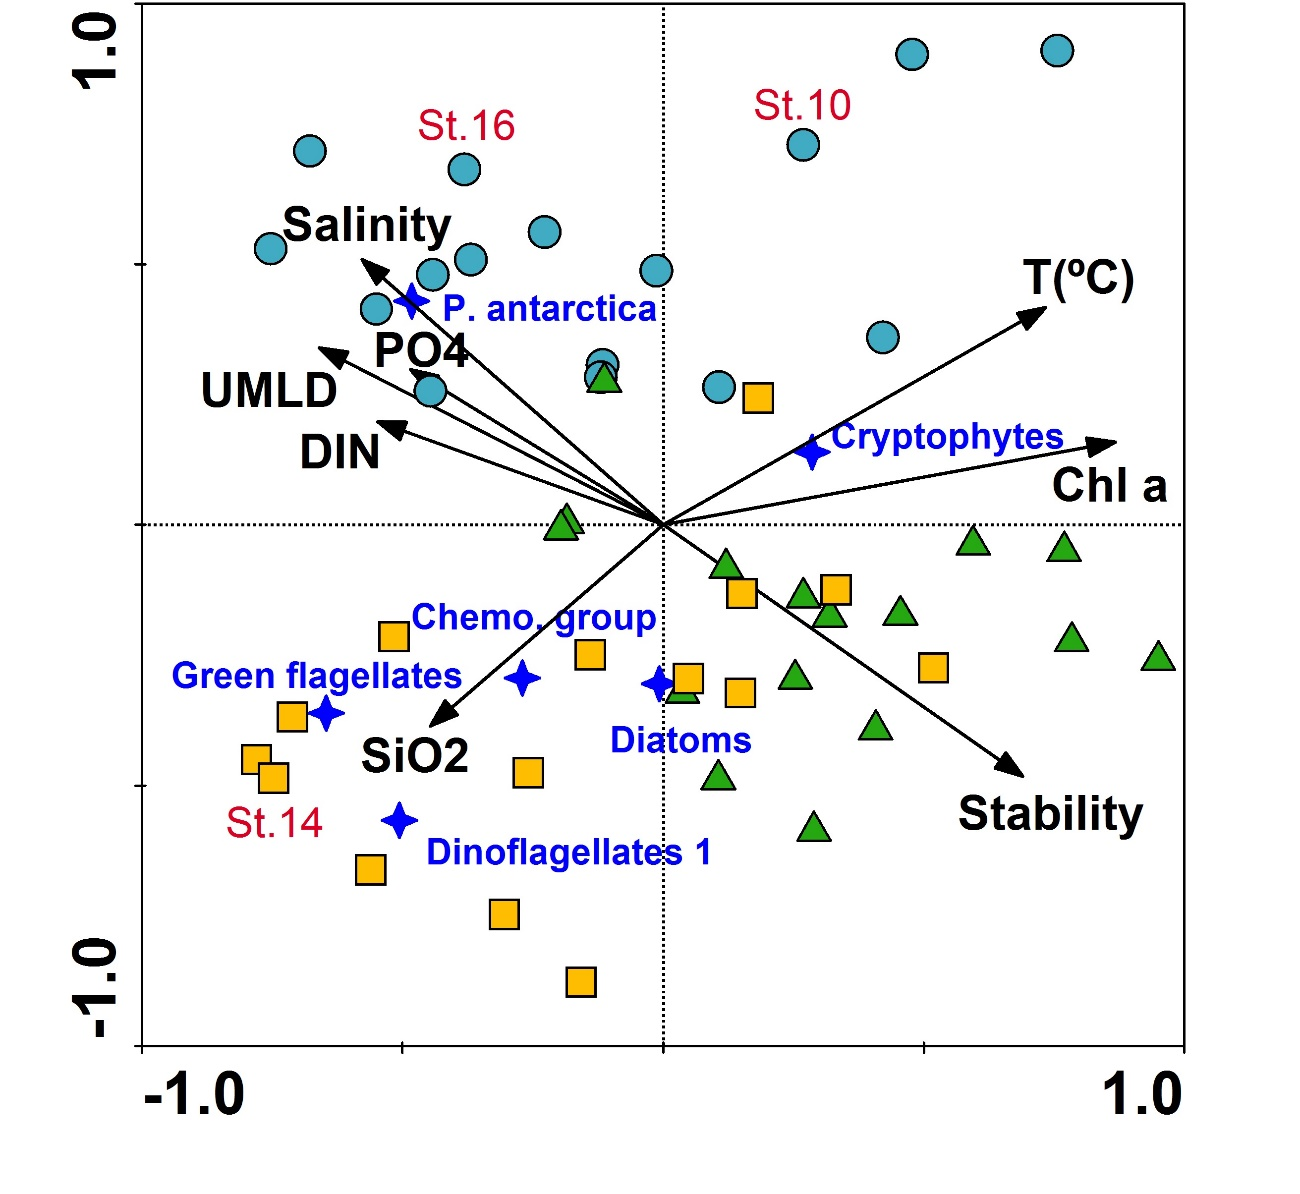 1.0
St.10
St.16
Salinity
T(ºC)
P. antarctica
PO4
UMLD
Cryptophytes
DIN
Chl a
Chemo. group
Green flagellates
Diatoms
SiO2
Stability
St.14
Dinoflagellates 1
-1.0
-1.0
1.0